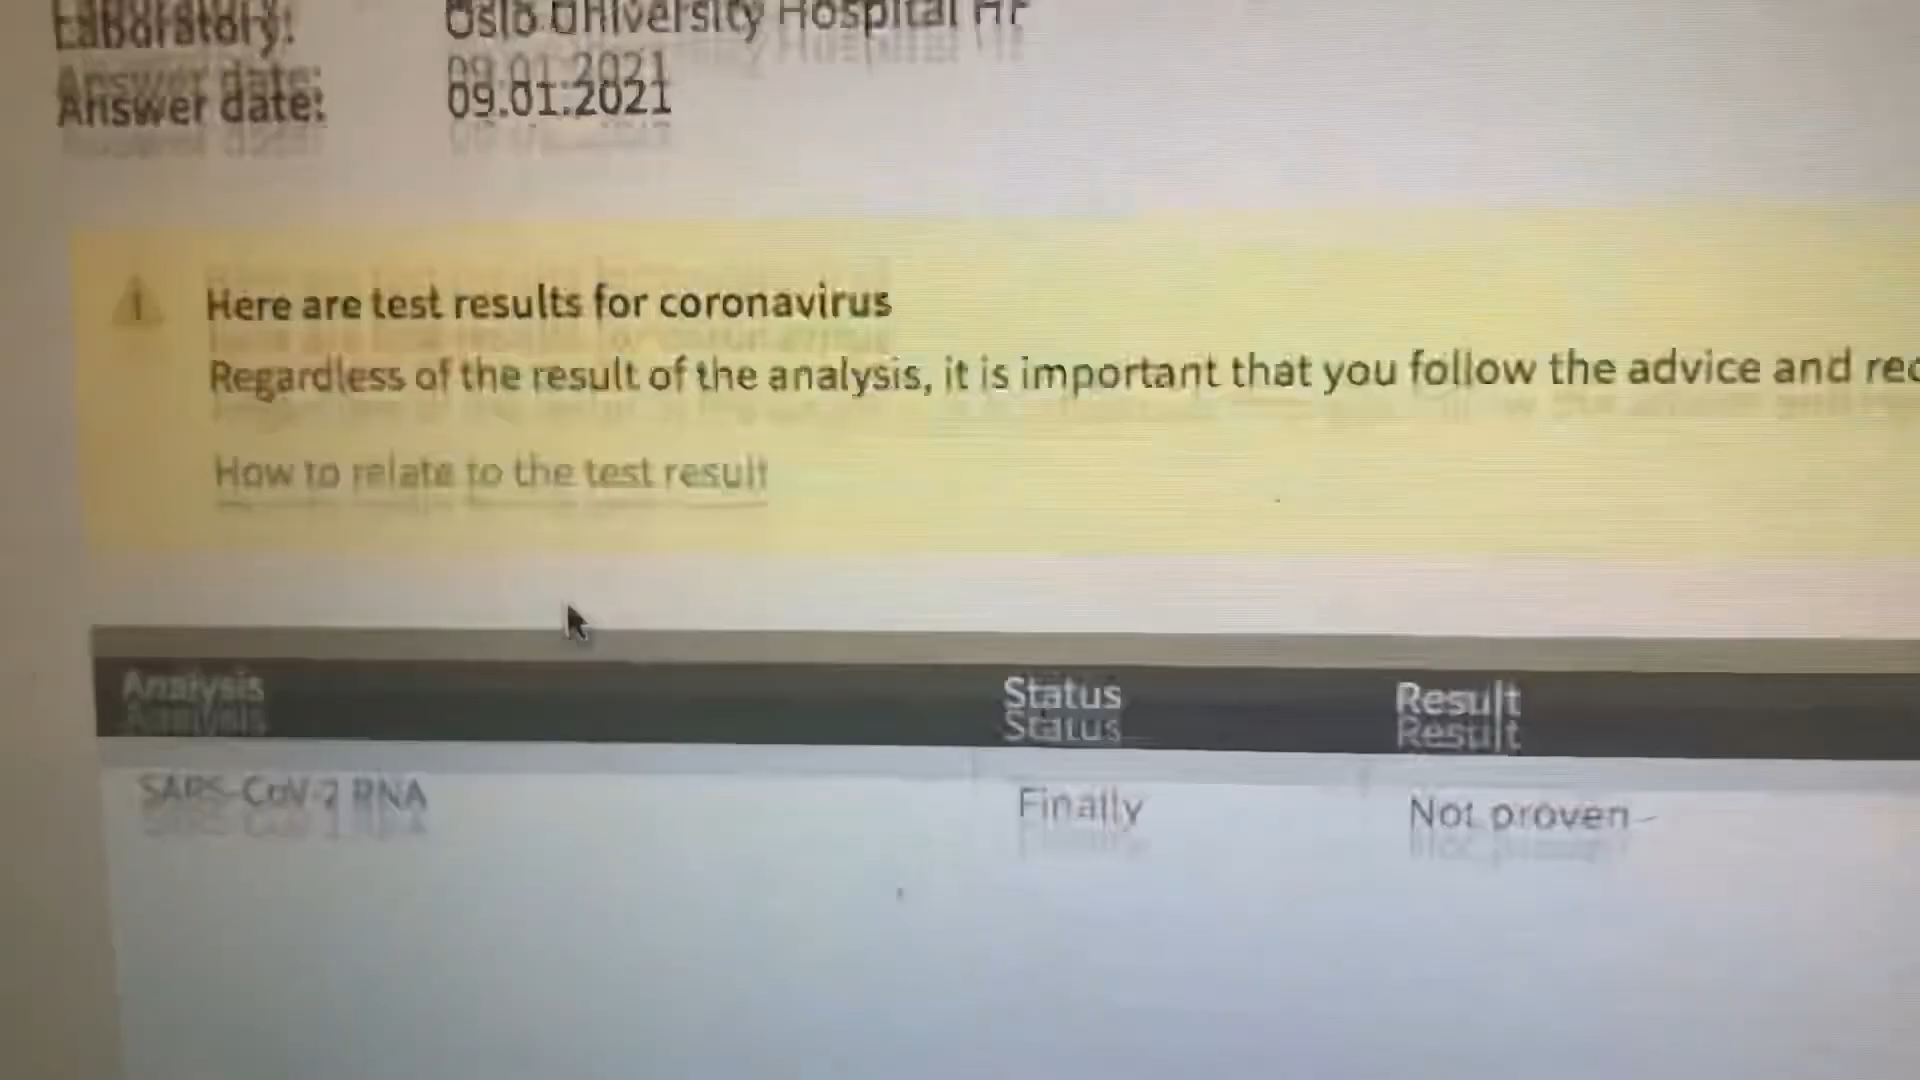 Laboratory: Oslo University Hospital HF
Answer date: 09.01.2021
Here are test results for coronavirus
Regardless of the result of the analysis, it is important that you follow the advice and rec
How to relate to the test result
Analysis Status Result
SARS-CoV-2 RNA Finally Not proven